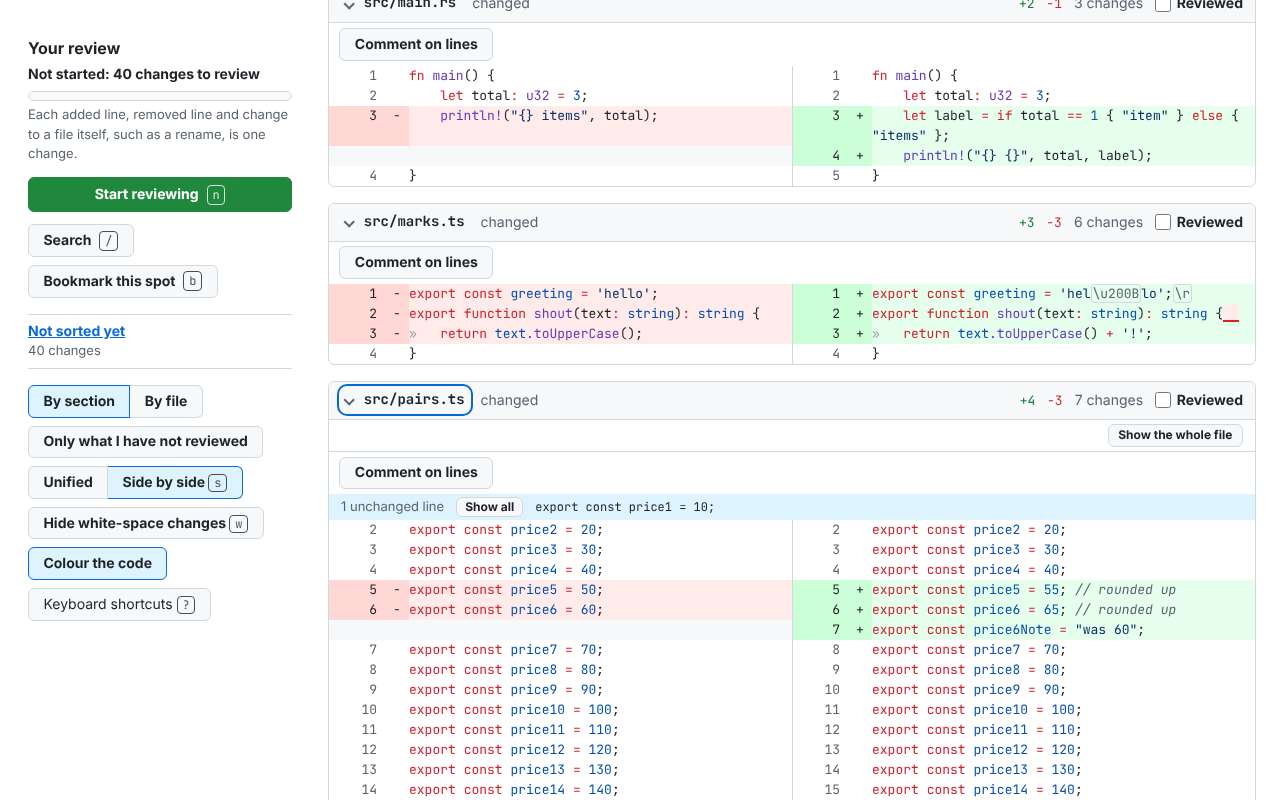 Your review
Not started: 40 changes to review
Each added line, removed line and change
to a file itself, such as a rename, is one
change.
Start reviewing n
Search /
Bookmark this spot b
Not sorted yet
40 changes
By section By file
Only what I have not reviewed
Unified Side by side s
Hide white-space changes w
Colour the code
Keyboard shortcuts ?
src/main.rs changed +2 -1 3 changes Reviewed
Comment on lines
1 fn main() { 1 fn main() {
2 let total: u32 = 3; 2 let total: u32 = 3;
3 - println!("{} items", total); 3 + let label = if total == 1 { "item" } else {
"items" };
4 + println!("{} {}", total, label);
4 } 5 }
src/marks.ts changed +3 -3 6 changes Reviewed
Comment on lines
1 - export const greeting = 'hello'; 1 + export const greeting = 'hel\u200Blo';\r
2 - export function shout(text: string): string { 2 + export function shout(text: string): string {
3 - » return text.toUpperCase(); 3 + » return text.toUpperCase() + '!';
4 } 4 }
src/pairs.ts changed +4 -3 7 changes Reviewed
Show the whole file
Comment on lines
1 unchanged line Show all export const price1 = 10;
2 export const price2 = 20; 2 export const price2 = 20;
3 export const price3 = 30; 3 export const price3 = 30;
4 export const price4 = 40; 4 export const price4 = 40;
5 - export const price5 = 50; 5 + export const price5 = 55; // rounded up
6 - export const price6 = 60; 6 + export const price6 = 65; // rounded up
7 + export const price6Note = "was 60";
7 export const price7 = 70; 8 export const price7 = 70;
8 export const price8 = 80; 9 export const price8 = 80;
9 export const price9 = 90; 10 export const price9 = 90;
10 export const price10 = 100; 11 export const price10 = 100;
11 export const price11 = 110; 12 export const price11 = 110;
12 export const price12 = 120; 13 export const price12 = 120;
13 export const price13 = 130; 14 export const price13 = 130;
14 export const price14 = 140; 15 export const price14 = 140;